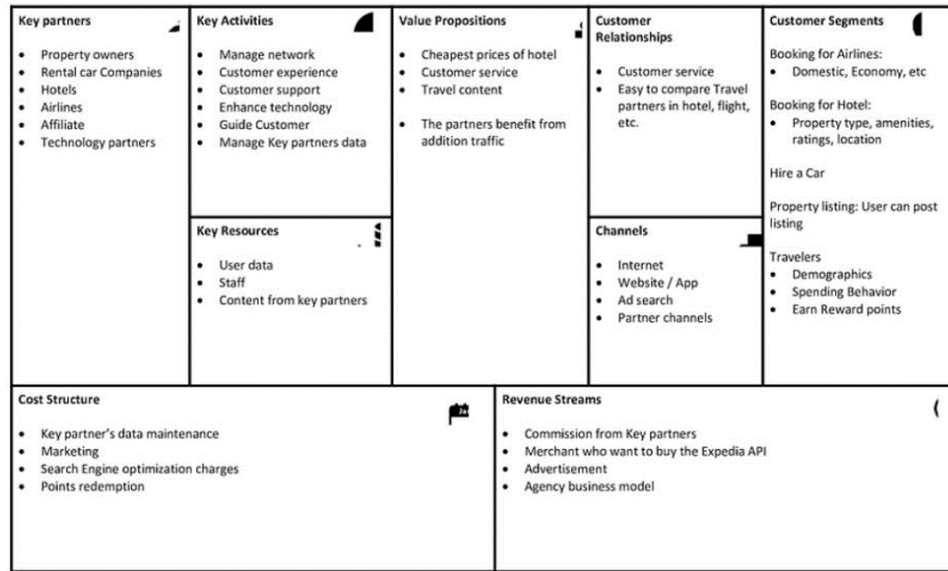 Key partners
Property owners
Rental car Companies
Hotels
Airlines
Affiliate
Technology partners
Key Activities
Manage network
Customer experience
Customer support
Enhance technology
Guide Customer
Manage Key partners data
Key Resources
User data
Staff
Content from key partners
Value Propositions
Cheapest prices of hotel
Customer service
Travel content
The partners benefit from
addition traffic
Customer
Relationships
Customer service
Easy to compare Travel
partners in hotel, flight,
etc.
Channels
Internet
Website / App
Ad search
Partner channels
Customer Segments
Booking for Airlines:
Domestic, Economy, etc
Booking for Hotel:
Property type, amenities,
ratings, location
Hire a Car
Property listing: User can post
listing
Travelers
Demographics
Spending Behavior
Earn Reward points
Cost Structure
Key partner's data maintenance
Marketing
Search Engine optimization charges
Points redemption
Revenue Streams
Commission from Key partners
Merchant who want to buy the Expedia API
Advertisement
Agency business model